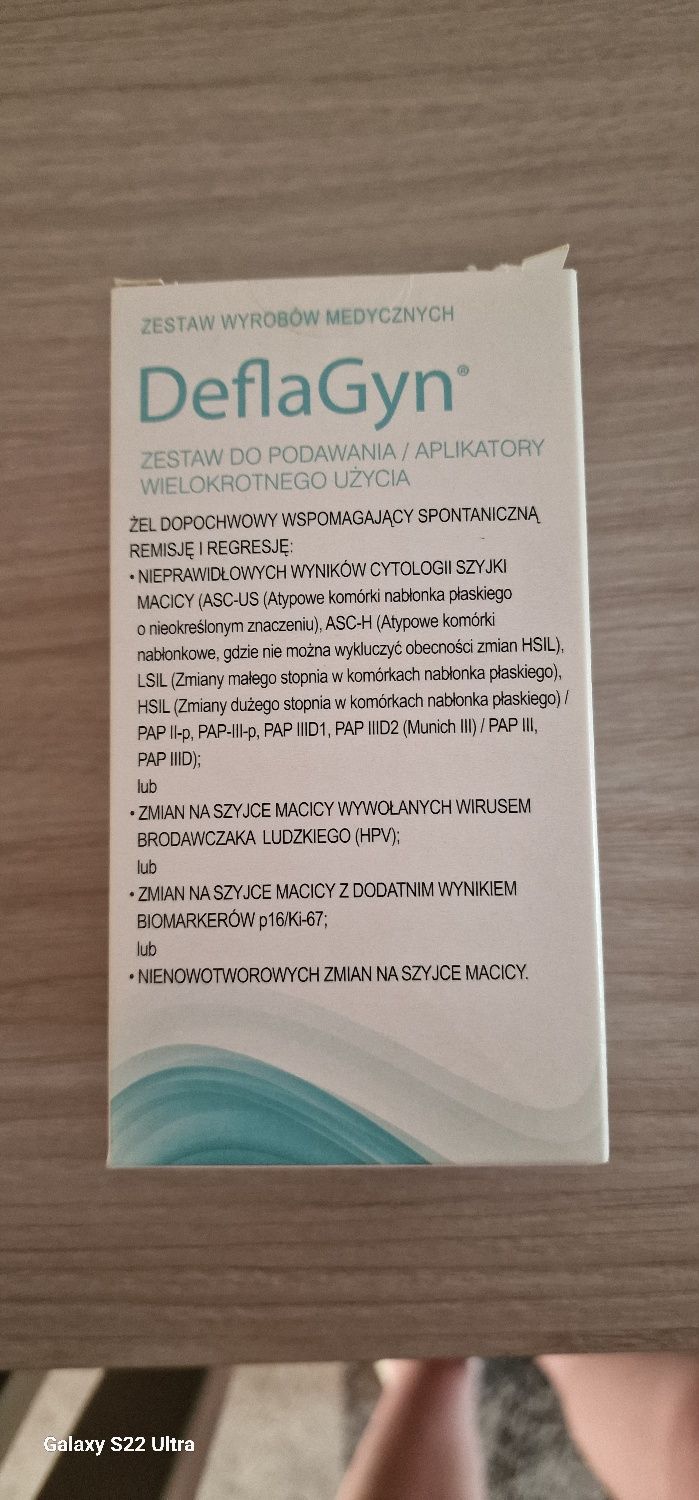 ZESTAW WYROBÓW MEDYCZNYCH
DeflaGyn®
ZESTAW DO PODAWANIA / APLIKATORY
WIELOKROTNEGO UŻYCIA
ŻEL DOPOCHWOWY WSPOMAGAJĄCY SPONTANICZNĄ
REMISJĘ I REGRESJĘ:
• NIEPRAWIDŁOWYCH WYNIKÓW CYTOLOGII SZYJKI
MACICY (ASC-US (Atypowe komórki nabłonka płaskiego
o nieokreślonym znaczeniu), ASC-H (Atypowe komórki
nabłonkowe, gdzie nie można wykluczyć obecności zmian HSIL),
LSIL (Zmiany małego stopnia w komórkach nabłonka płaskiego),
HSIL (Zmiany dużego stopnia w komórkach nabłonka płaskiego) /
PAP II-p, PAP-III-p, PAP IIID1, PAP IIID2 (Munich III) / PAP III,
PAP IIID);
lub
• ZMIAN NA SZYJCE MACICY WYWOŁANYCH WIRUSEM
BRODAWCZAKA LUDZKIEGO (HPV);
lub
• ZMIAN NA SZYJCE MACICY Z DODATNIM WYNIKIEM
BIOMARKERÓW p16/Ki-67;
lub
• NIENOWOTWOROWYCH ZMIAN NA SZYJCE MACICY.
Galaxy S22 Ultra